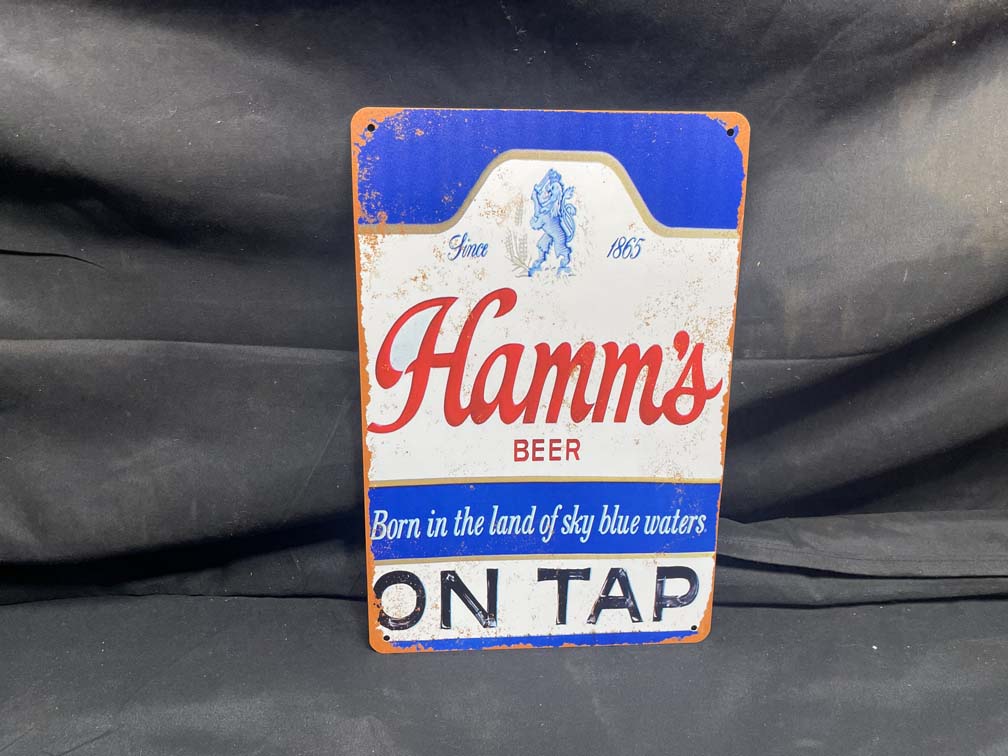 Since 1865
Hamm's
BEER
Born in the land of sky blue waters
ON TAP